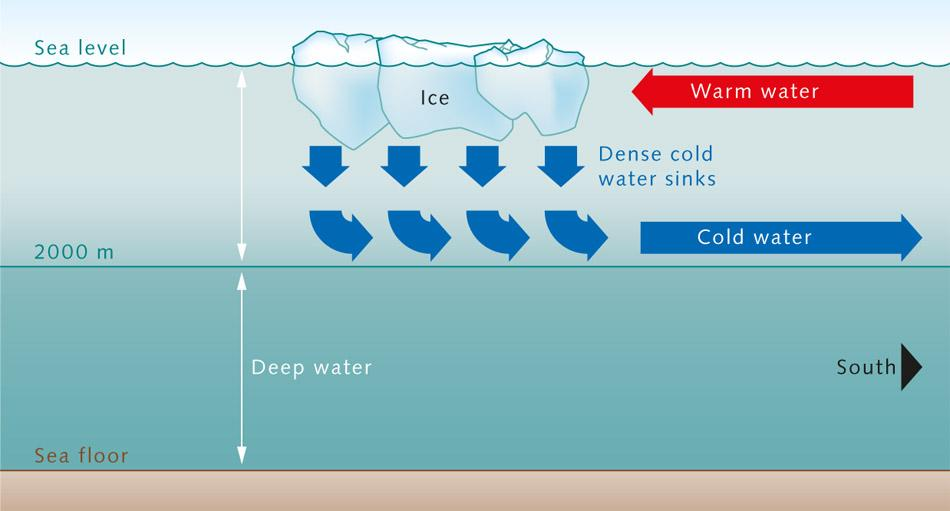 Sea level
Ice
Warm water
Dense cold
water sinks
Cold water
2000 m
Deep water
South
Sea floor